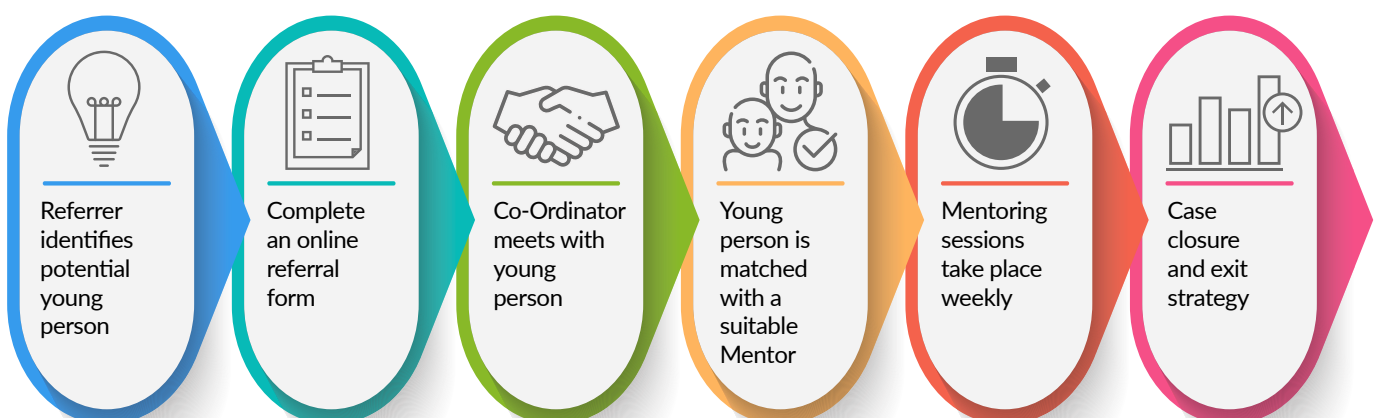 Referrer
identifies
potential
young
person
Complete
an online
referral
form
Co-Ordinator
meets with
young
person
Young
person is
matched
with a
suitable
Mentor
Mentoring
sessions
take place
weekly
Case
closure
and exit
strategy